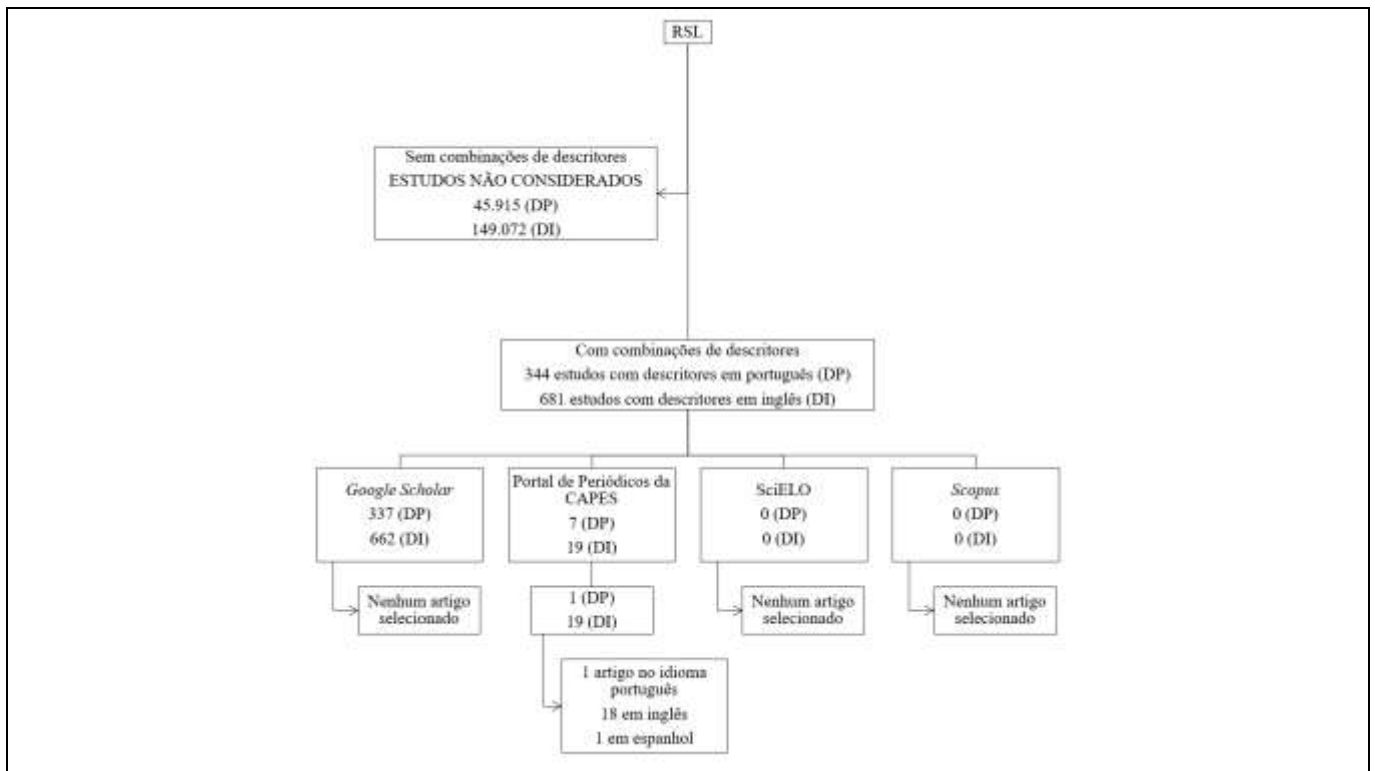 RSL
Sem combinações de descritores
ESTUDOS NÃO CONSIDERADOS
45.915 (DP)
149.072 (DI)
Com combinações de descritores
344 estudos com descritores em português (DP)
681 estudos com descritores em inglês (DI)
Google Scholar
337 (DP)
662 (DI)
Portal de Periódicos da
CAPES
7 (DP)
19 (DI)
SciELO
0 (DP)
0 (DI)
Scopus
0 (DP)
0 (DI)
Nenhum artigo
selecionado
1 (DP)
19 (DI)
Nenhum artigo
selecionado
Nenhum artigo
selecionado
1 artigo no idioma
português
18 em inglês
1 em espanhol